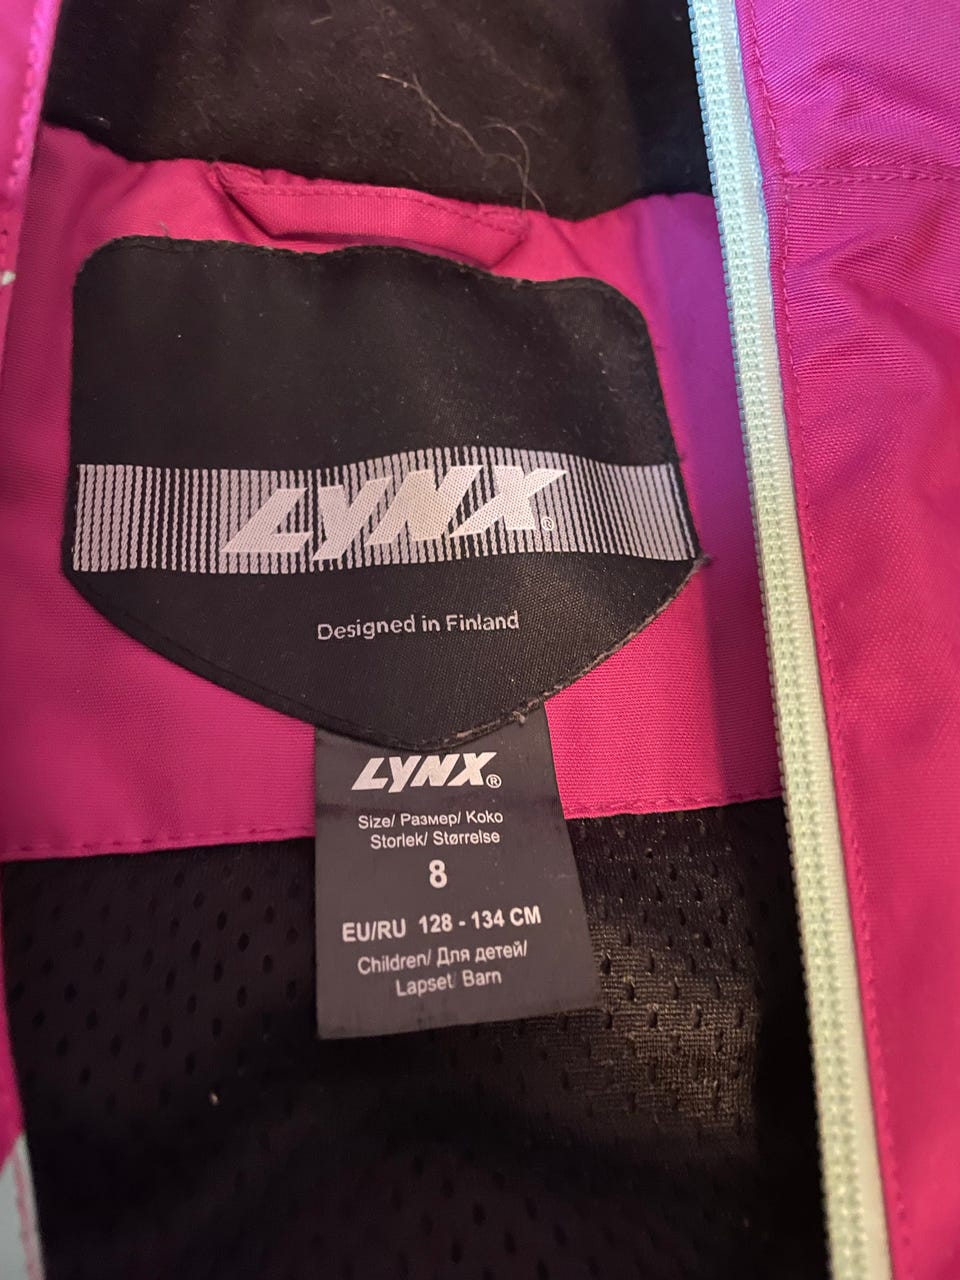 LYNX®
Designed in Finland
LYNX®
Size/ Размер/ Koko
Storlek/ Størrelse
8
EU/RU 128 - 134 CM
Children/ Для детей/
Lapset/ Barn